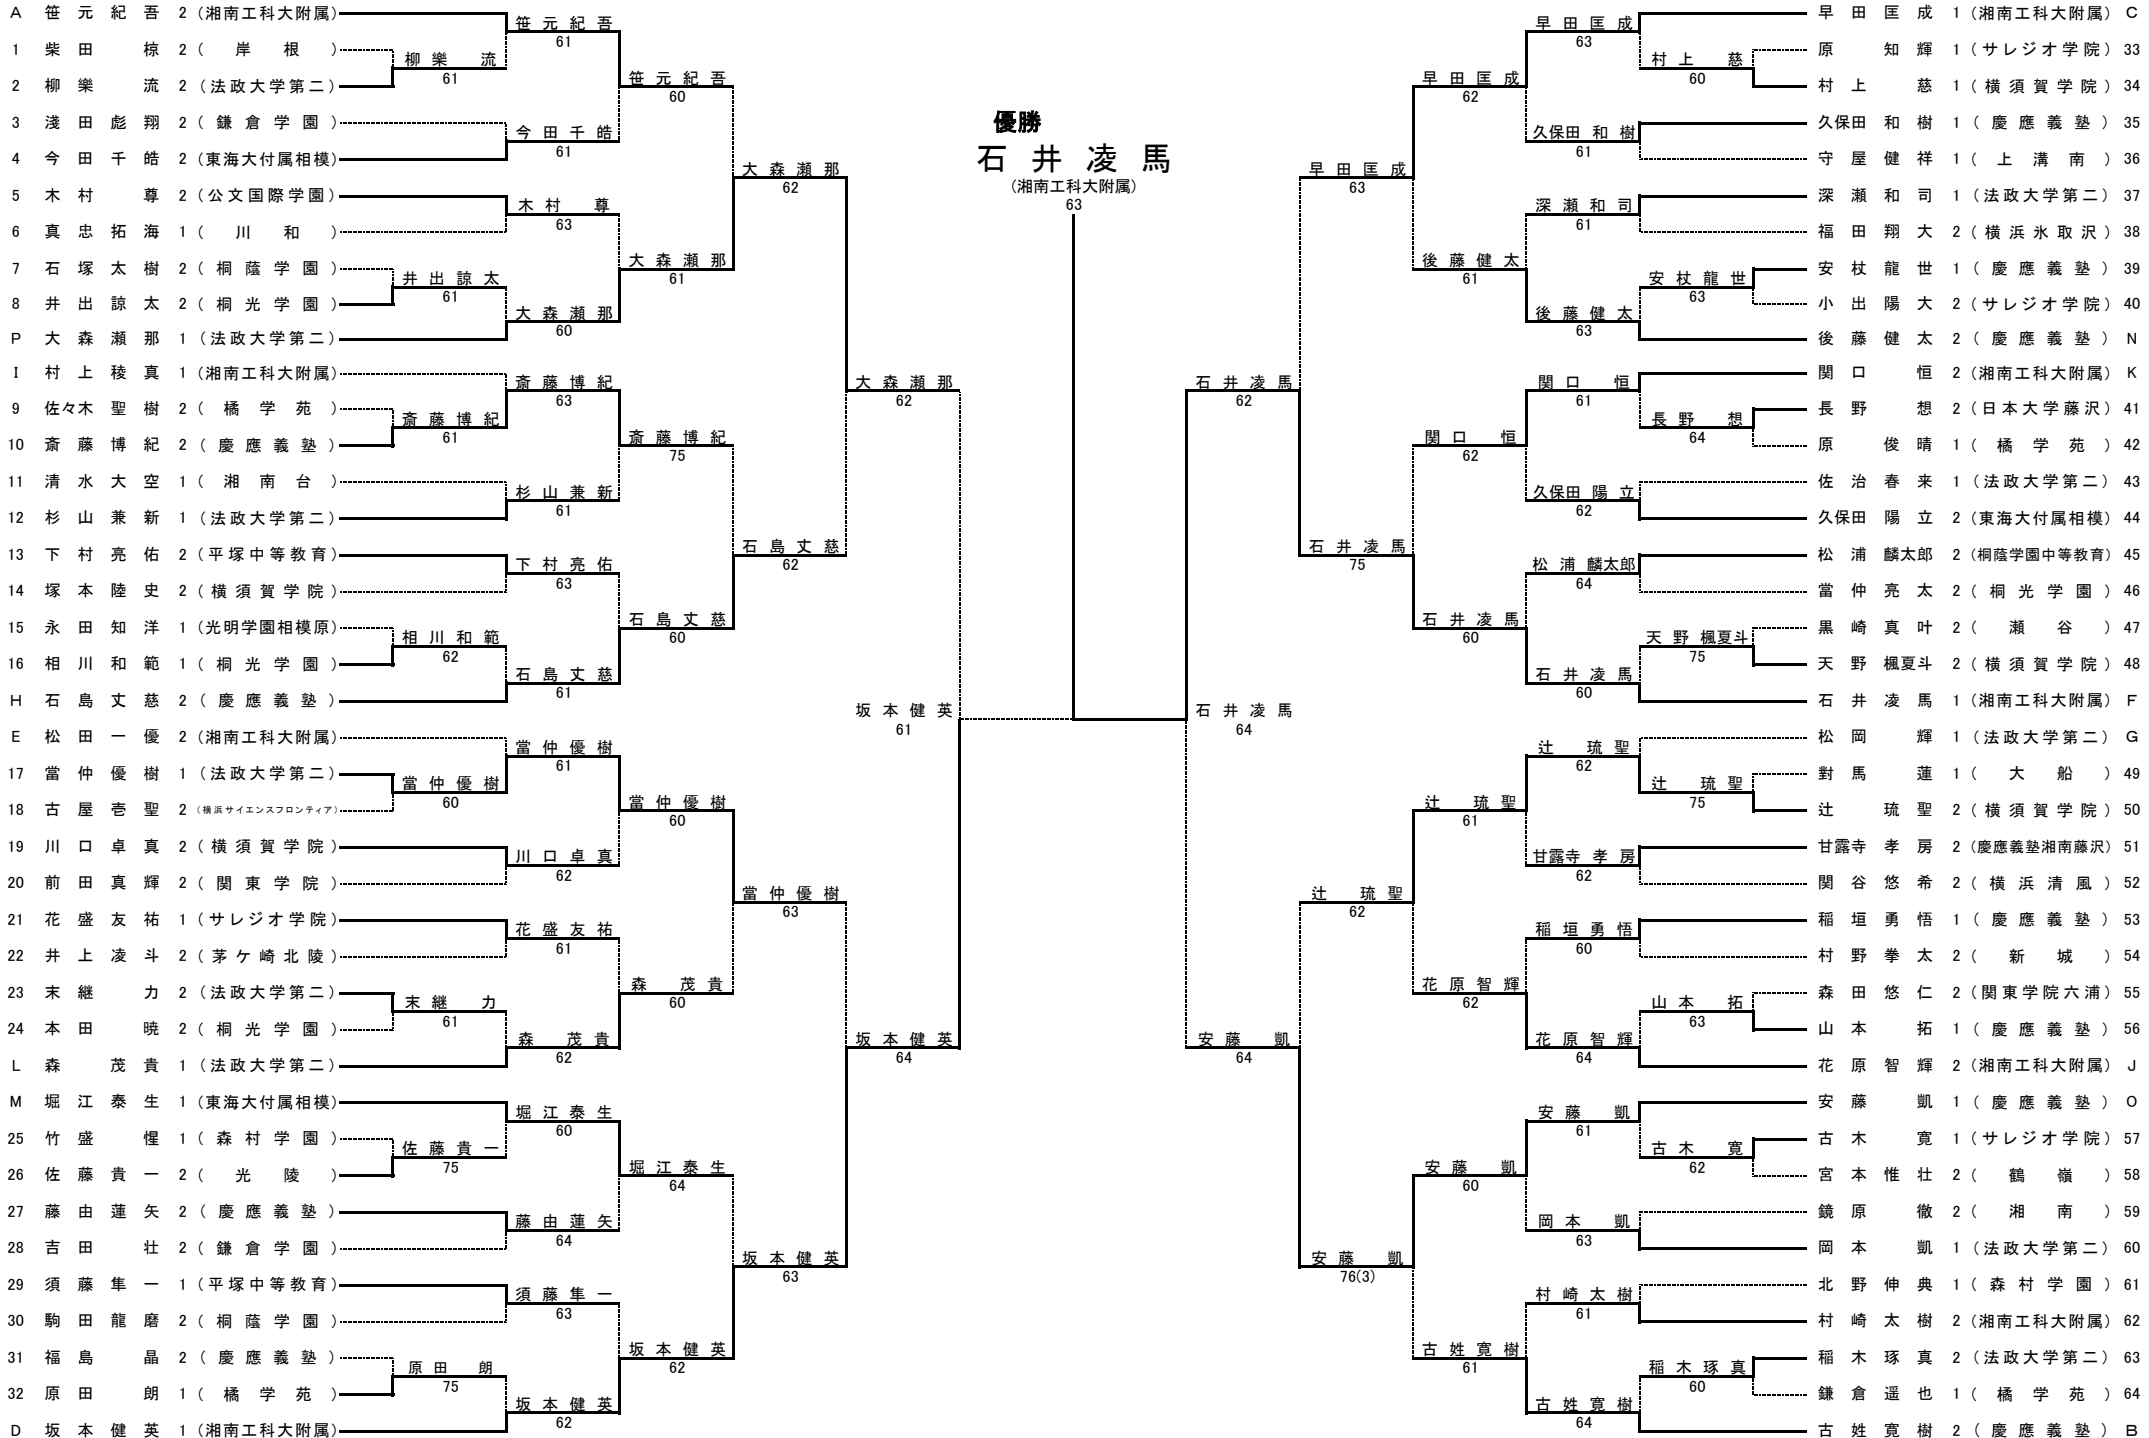 優勝
石井凌馬
(湘南工科大附属)
63
A 笹元紀吾 2 (湘南工科大附属)
1 柴田椋 2 (岸根)
2 柳樂流 2 (法政大学第二)
3 淺田彪翔 2 (鎌倉学園)
4 今田千皓 2 (東海大付属相模)
5 木村尊 2 (公文国際学園)
6 真忠拓海 1 (川和)
7 石塚太樹 2 (桐蔭学園)
8 井出諒太 2 (桐光学園)
P 大森瀬那 1 (法政大学第二)
I 村上稜真 1 (湘南工科大附属)
9 佐々木聖樹 2 (橘学苑)
10 斎藤博紀 2 (慶應義塾)
11 清水大空 1 (湘南台)
12 杉山兼新 1 (法政大学第二)
13 下村亮佑 2 (平塚中等教育)
14 塚本陸史 2 (横須賀学院)
15 永田知洋 1 (光明学園相模原)
16 相川和範 1 (桐光学園)
H 石島丈慈 2 (慶應義塾)
E 松田一優 2 (湘南工科大附属)
17 當仲優樹 1 (法政大学第二)
18 古屋壱聖 2 (横浜サイエンスフロンティア)
19 川口卓真 2 (横須賀学院)
20 前田真輝 2 (関東学院)
21 花盛友祐 1 (サレジオ学院)
22 井上凌斗 2 (茅ケ崎北陵)
23 末継力 2 (法政大学第二)
24 本田暁 2 (桐光学園)
L 森茂貴 1 (法政大学第二)
M 堀江泰生 1 (東海大付属相模)
25 竹盛惺 1 (森村学園)
26 佐藤貴一 2 (光陵)
27 藤由蓮矢 2 (慶應義塾)
28 吉田壮 2 (鎌倉学園)
29 須藤隼一 1 (平塚中等教育)
30 駒田龍磨 2 (桐蔭学園)
31 福島晶 2 (慶應義塾)
32 原田朗 1 (橘学苑)
D 坂本健英 1 (湘南工科大附属)
柳樂流
61
井出諒太
61
斎藤博紀
61
相川和範
62
當仲優樹
60
末継力
61
佐藤貴一
75
原田朗
75
笹元紀吾
61
今田千皓
61
木村尊
63
大森瀬那
60
斎藤博紀
63
杉山兼新
61
下村亮佑
63
石島丈慈
61
當仲優樹
61
川口卓真
62
花盛友祐
61
森茂貴
62
堀江泰生
60
藤由蓮矢
64
須藤隼一
63
坂本健英
62
笹元紀吾
60
大森瀬那
61
斎藤博紀
75
石島丈慈
60
當仲優樹
60
森茂貴
60
堀江泰生
64
坂本健英
62
大森瀬那
62
石島丈慈
62
當仲優樹
63
坂本健英
63
大森瀬那
62
坂本健英
64
坂本健英
61
石井凌馬
64
石井凌馬
62
安藤凱
64
早田匡成
63
石井凌馬
75
辻琉聖
62
安藤凱
76(3)
早田匡成
62
後藤健太
61
関口恒
62
石井凌馬
60
辻琉聖
61
花原智輝
62
安藤凱
60
古姓寛樹
61
早田匡成
63
久保田和樹
61
深瀬和司
61
後藤健太
63
関口恒
61
久保田陽立
62
松浦麟太郎
64
石井凌馬
60
辻琉聖
62
甘露寺孝房
62
稲垣勇悟
60
花原智輝
64
安藤凱
61
岡本凱
63
村崎太樹
61
古姓寛樹
64
村上慈
60
安杖龍世
63
長野想
64
天野楓夏斗
75
辻琉聖
75
山本拓
63
古木寛
62
稲木琢真
60
早田匡成 1 (湘南工科大附属) C
原知輝 1 (サレジオ学院) 33
村上慈 1 (横須賀学院) 34
久保田和樹 1 (慶應義塾) 35
守屋健祥 1 (上溝南) 36
深瀬和司 1 (法政大学第二) 37
福田翔大 2 (横浜氷取沢) 38
安杖龍世 1 (慶應義塾) 39
小出陽大 2 (サレジオ学院) 40
後藤健太 2 (慶應義塾) N
関口恒 2 (湘南工科大附属) K
長野想 2 (日本大学藤沢) 41
原俊晴 1 (橘学苑) 42
佐治春来 1 (法政大学第二) 43
久保田陽立 2 (東海大付属相模) 44
松浦麟太郎 2 (桐蔭学園中等教育) 45
當仲亮太 2 (桐光学園) 46
黒崎真叶 2 (瀬谷) 47
天野楓夏斗 2 (横須賀学院) 48
石井凌馬 1 (湘南工科大附属) F
松岡輝 1 (法政大学第二) G
對馬蓮 1 (大船) 49
辻琉聖 2 (横須賀学院) 50
甘露寺孝房 2 (慶應義塾湘南藤沢) 51
関谷悠希 2 (横浜清風) 52
稲垣勇悟 1 (慶應義塾) 53
村野拳太 2 (新城) 54
森田悠仁 2 (関東学院六浦) 55
山本拓 1 (慶應義塾) 56
花原智輝 2 (湘南工科大附属) J
安藤凱 1 (慶應義塾) O
古木寛 1 (サレジオ学院) 57
宮本惟壮 2 (鶴嶺) 58
鏡原徹 2 (湘南) 59
岡本凱 1 (法政大学第二) 60
北野伸典 1 (森村学園) 61
村崎太樹 2 (湘南工科大附属) 62
稲木琢真 2 (法政大学第二) 63
鎌倉遥也 1 (橘学苑) 64
古姓寛樹 2 (慶應義塾) B